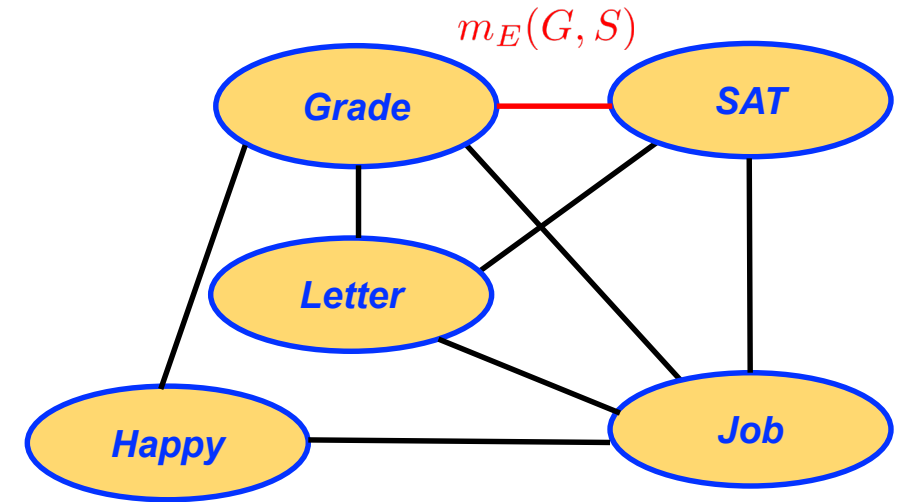 m_E(G, S)
Grade
SAT
Letter
Happy
Job